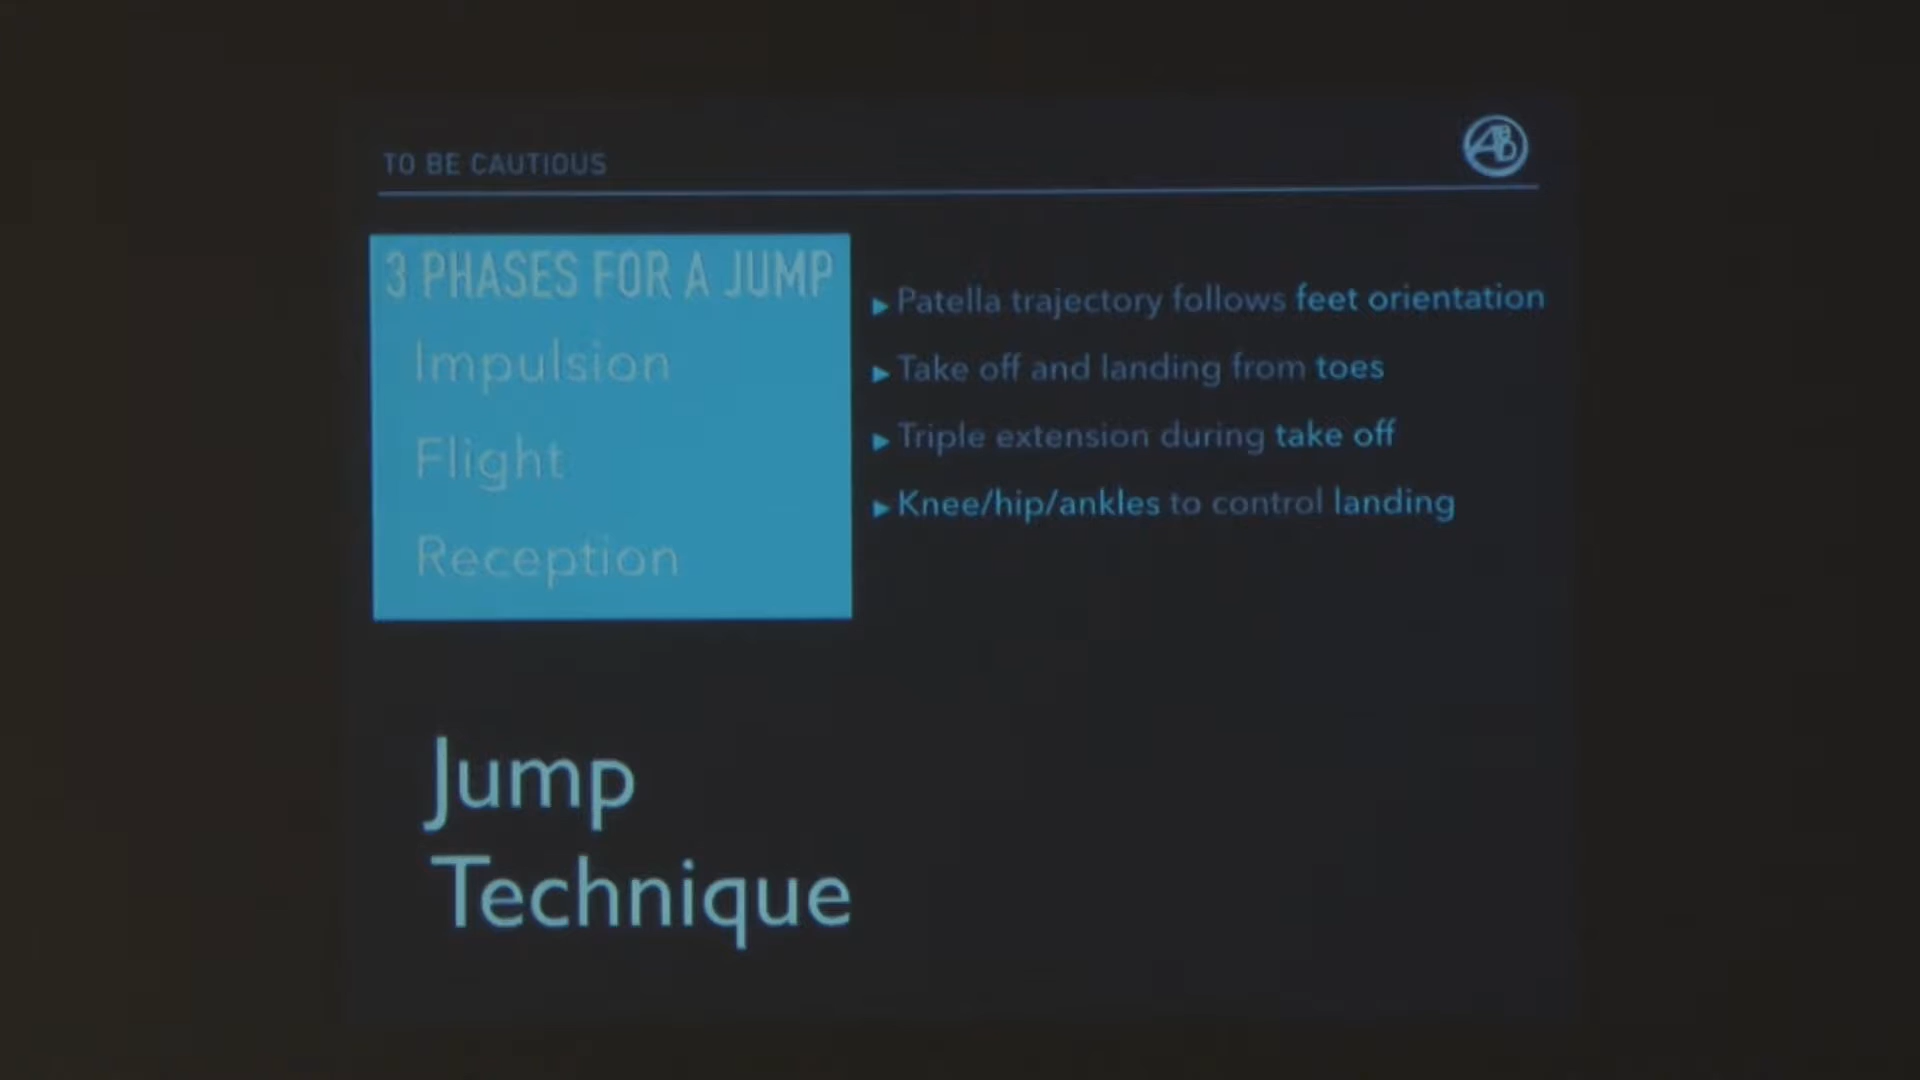 TO BE CAUTIOUS
ABD
3 PHASES FOR A JUMP
Impulsion
Flight
Reception
Patella trajectory follows feet orientation
Take off and landing from toes
Triple extension during take off
Knee/hip/ankles to control landing
Jump
Technique